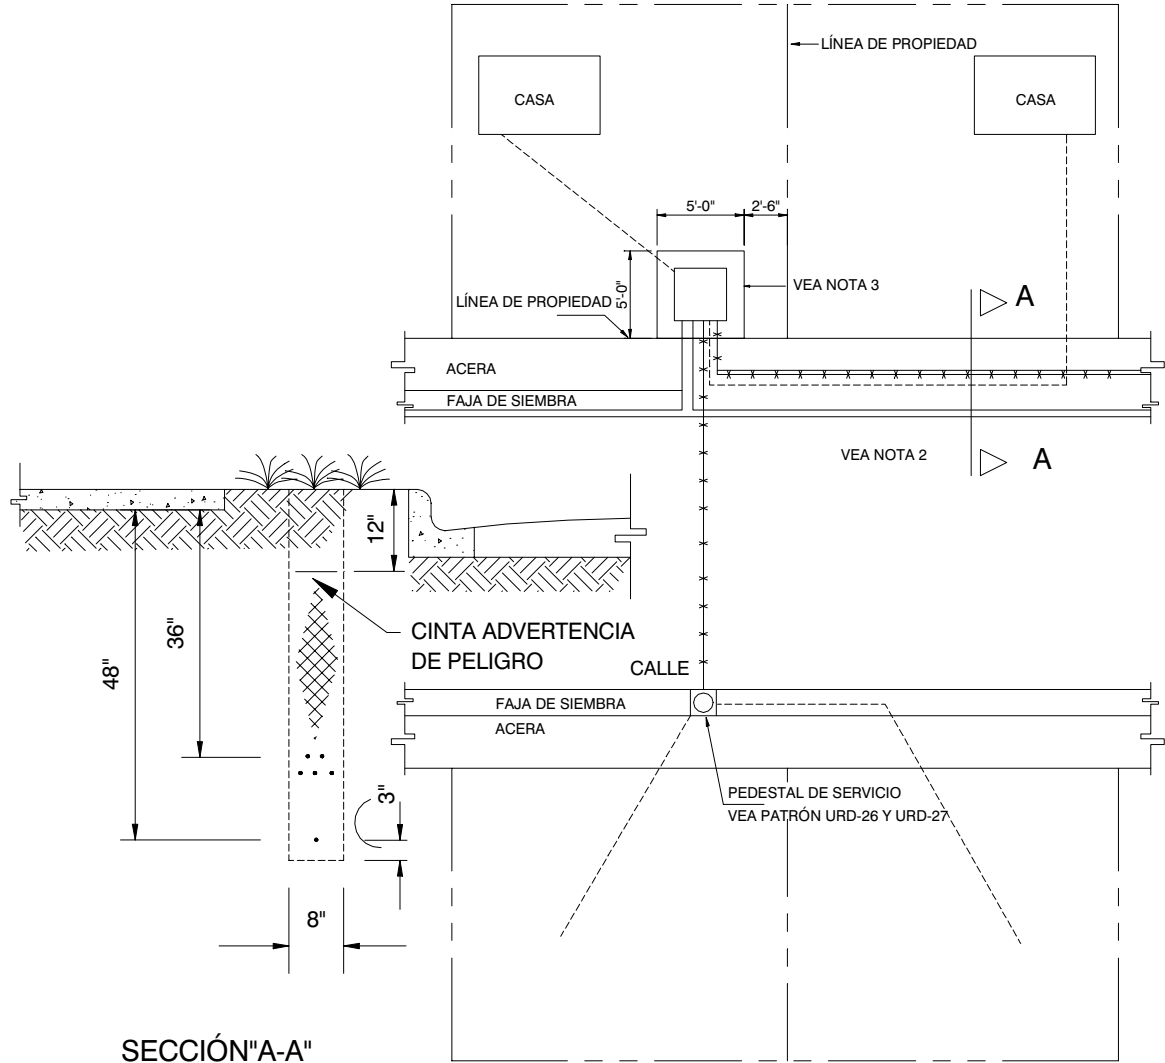 LÍNEA DE PROPIEDAD
CASA
CASA
5'-0"
2'-6"
5'-0"
VEA NOTA 3
LÍNEA DE PROPIEDAD
A
ACERA
FAJA DE SIEMBRA
VEA NOTA 2
A
12"
36"
48"
CINTA ADVERTENCIA
DE PELIGRO
CALLE
FAJA DE SIEMBRA
ACERA
3"
PEDESTAL DE SERVICIO
VEA PATRÓN URD-26 Y URD-27
8"
SECCIÓN"A-A"